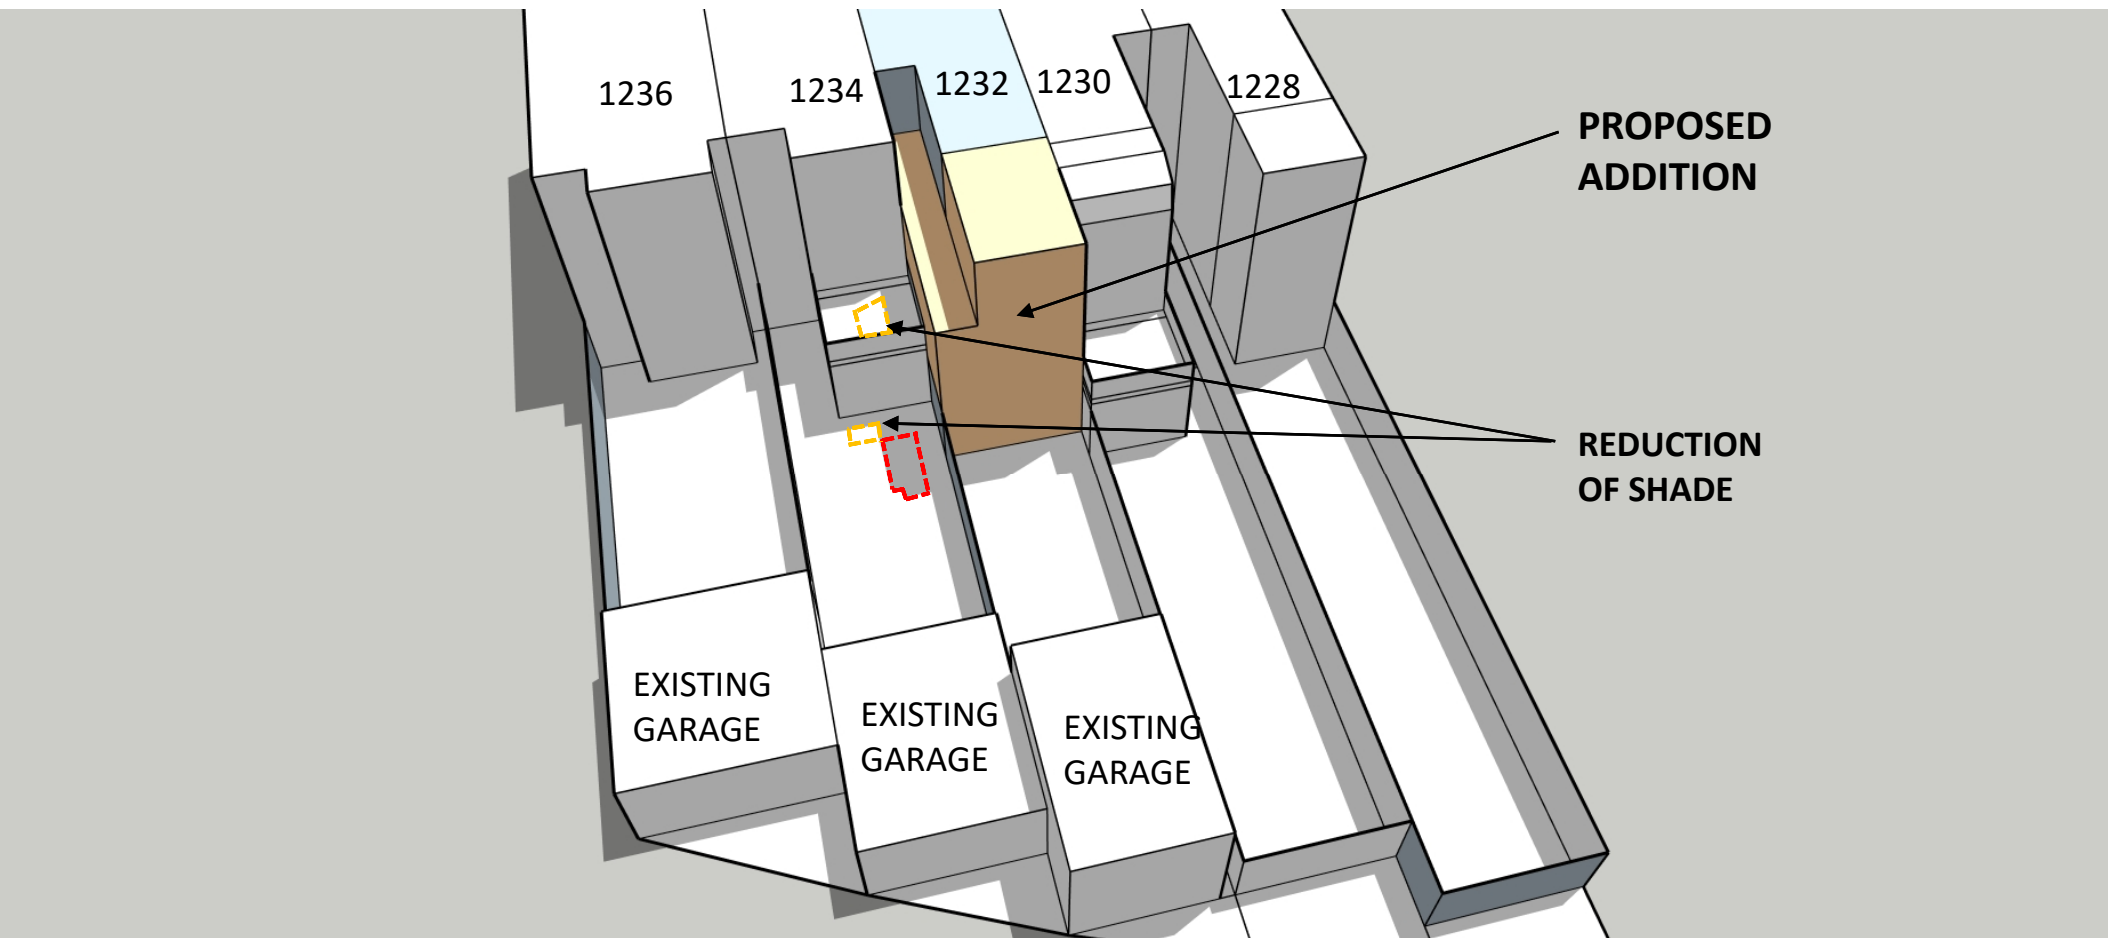 1236
1234
1232
1230
1228
PROPOSED
ADDITION
REDUCTION
OF SHADE
EXISTING
GARAGE
EXISTING
GARAGE
EXISTING
GARAGE